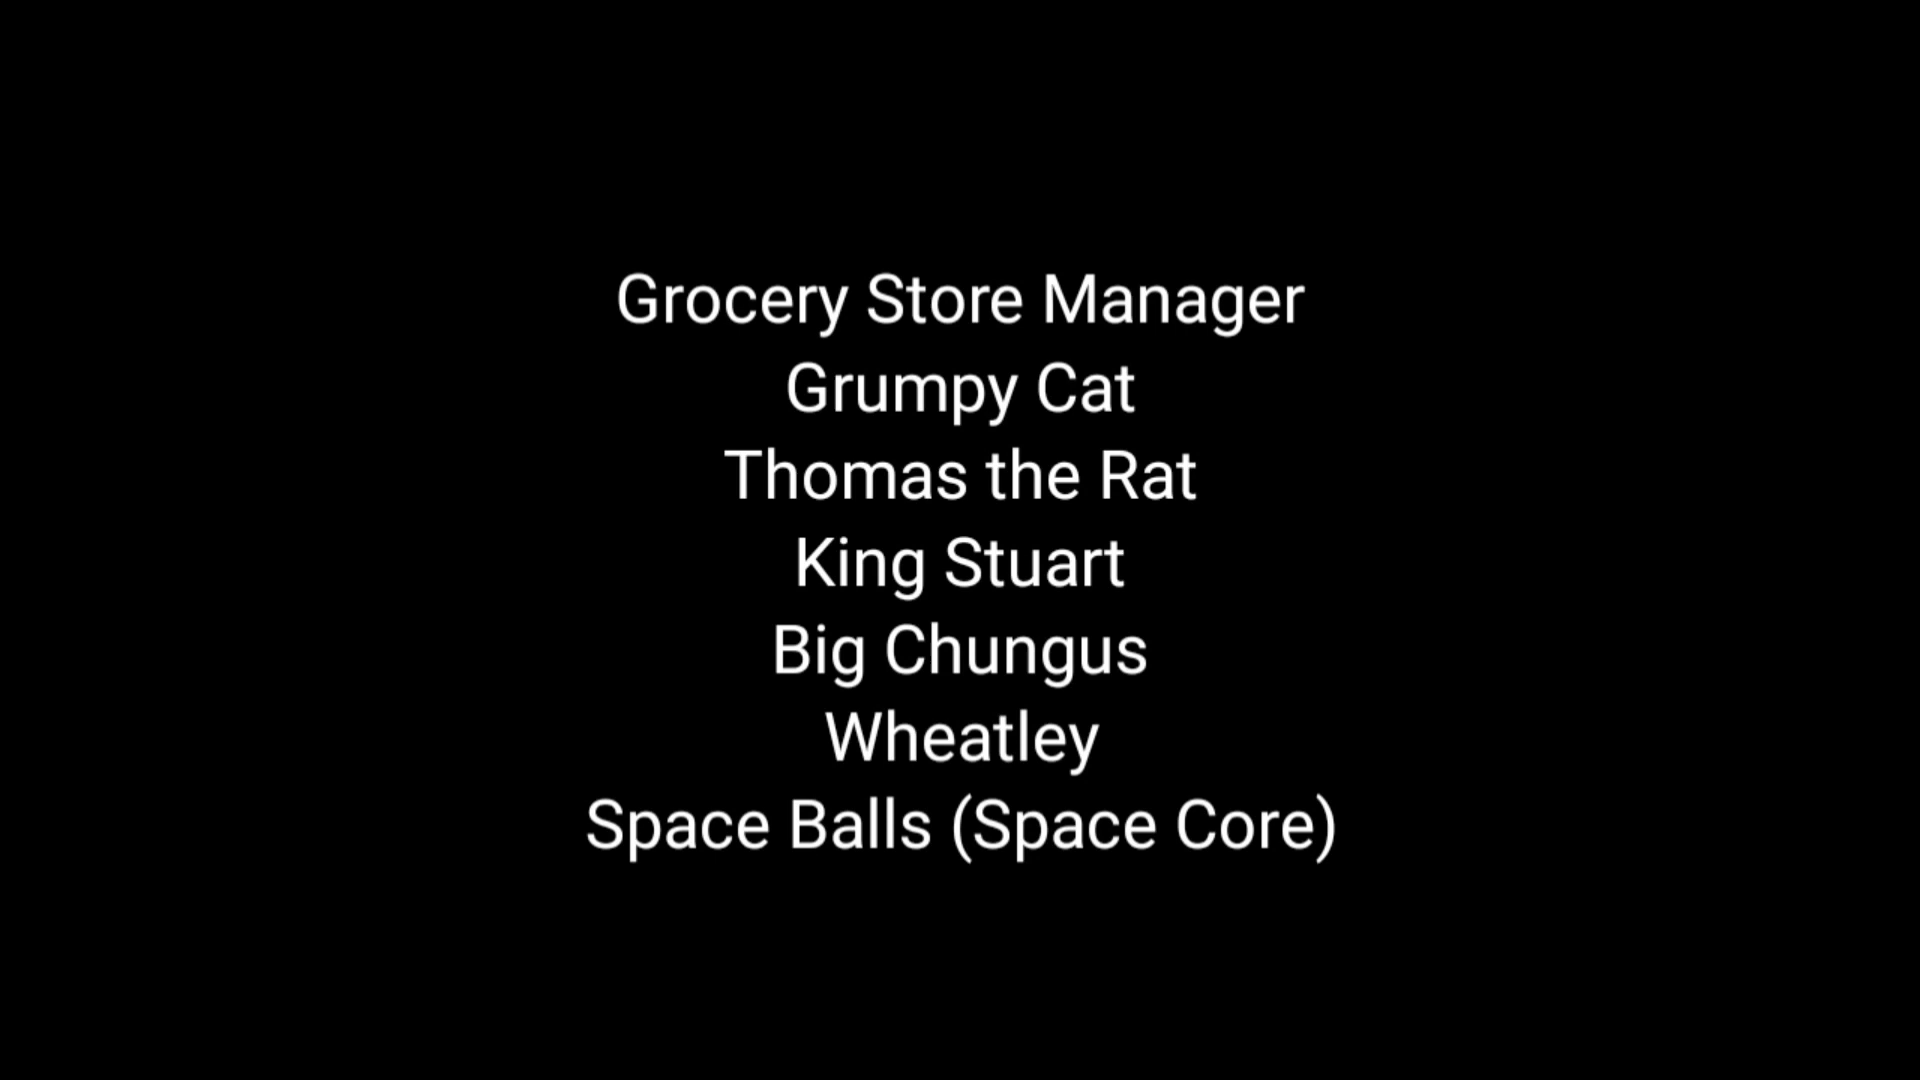 Grocery Store Manager
Grumpy Cat
Thomas the Rat
King Stuart
Big Chungus
Wheatley
Space Balls (Space Core)